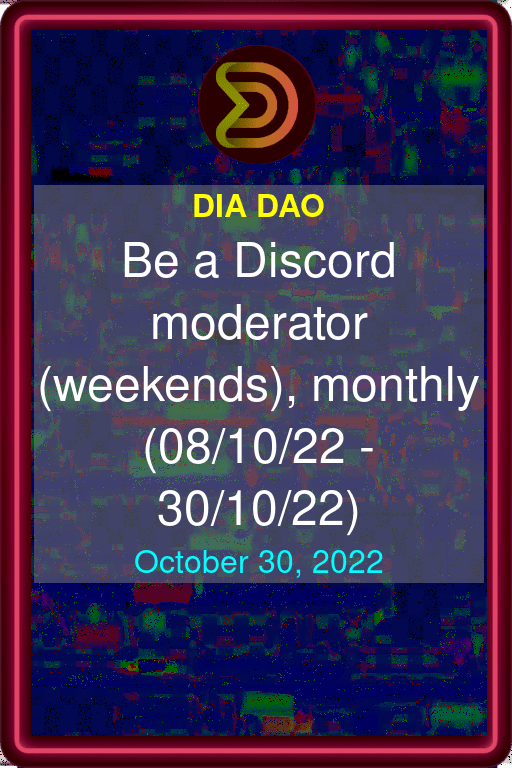 DIA DAO
Be a Discord
moderator
(weekends), monthly
(08/10/22 -
30/10/22)
October 30, 2022